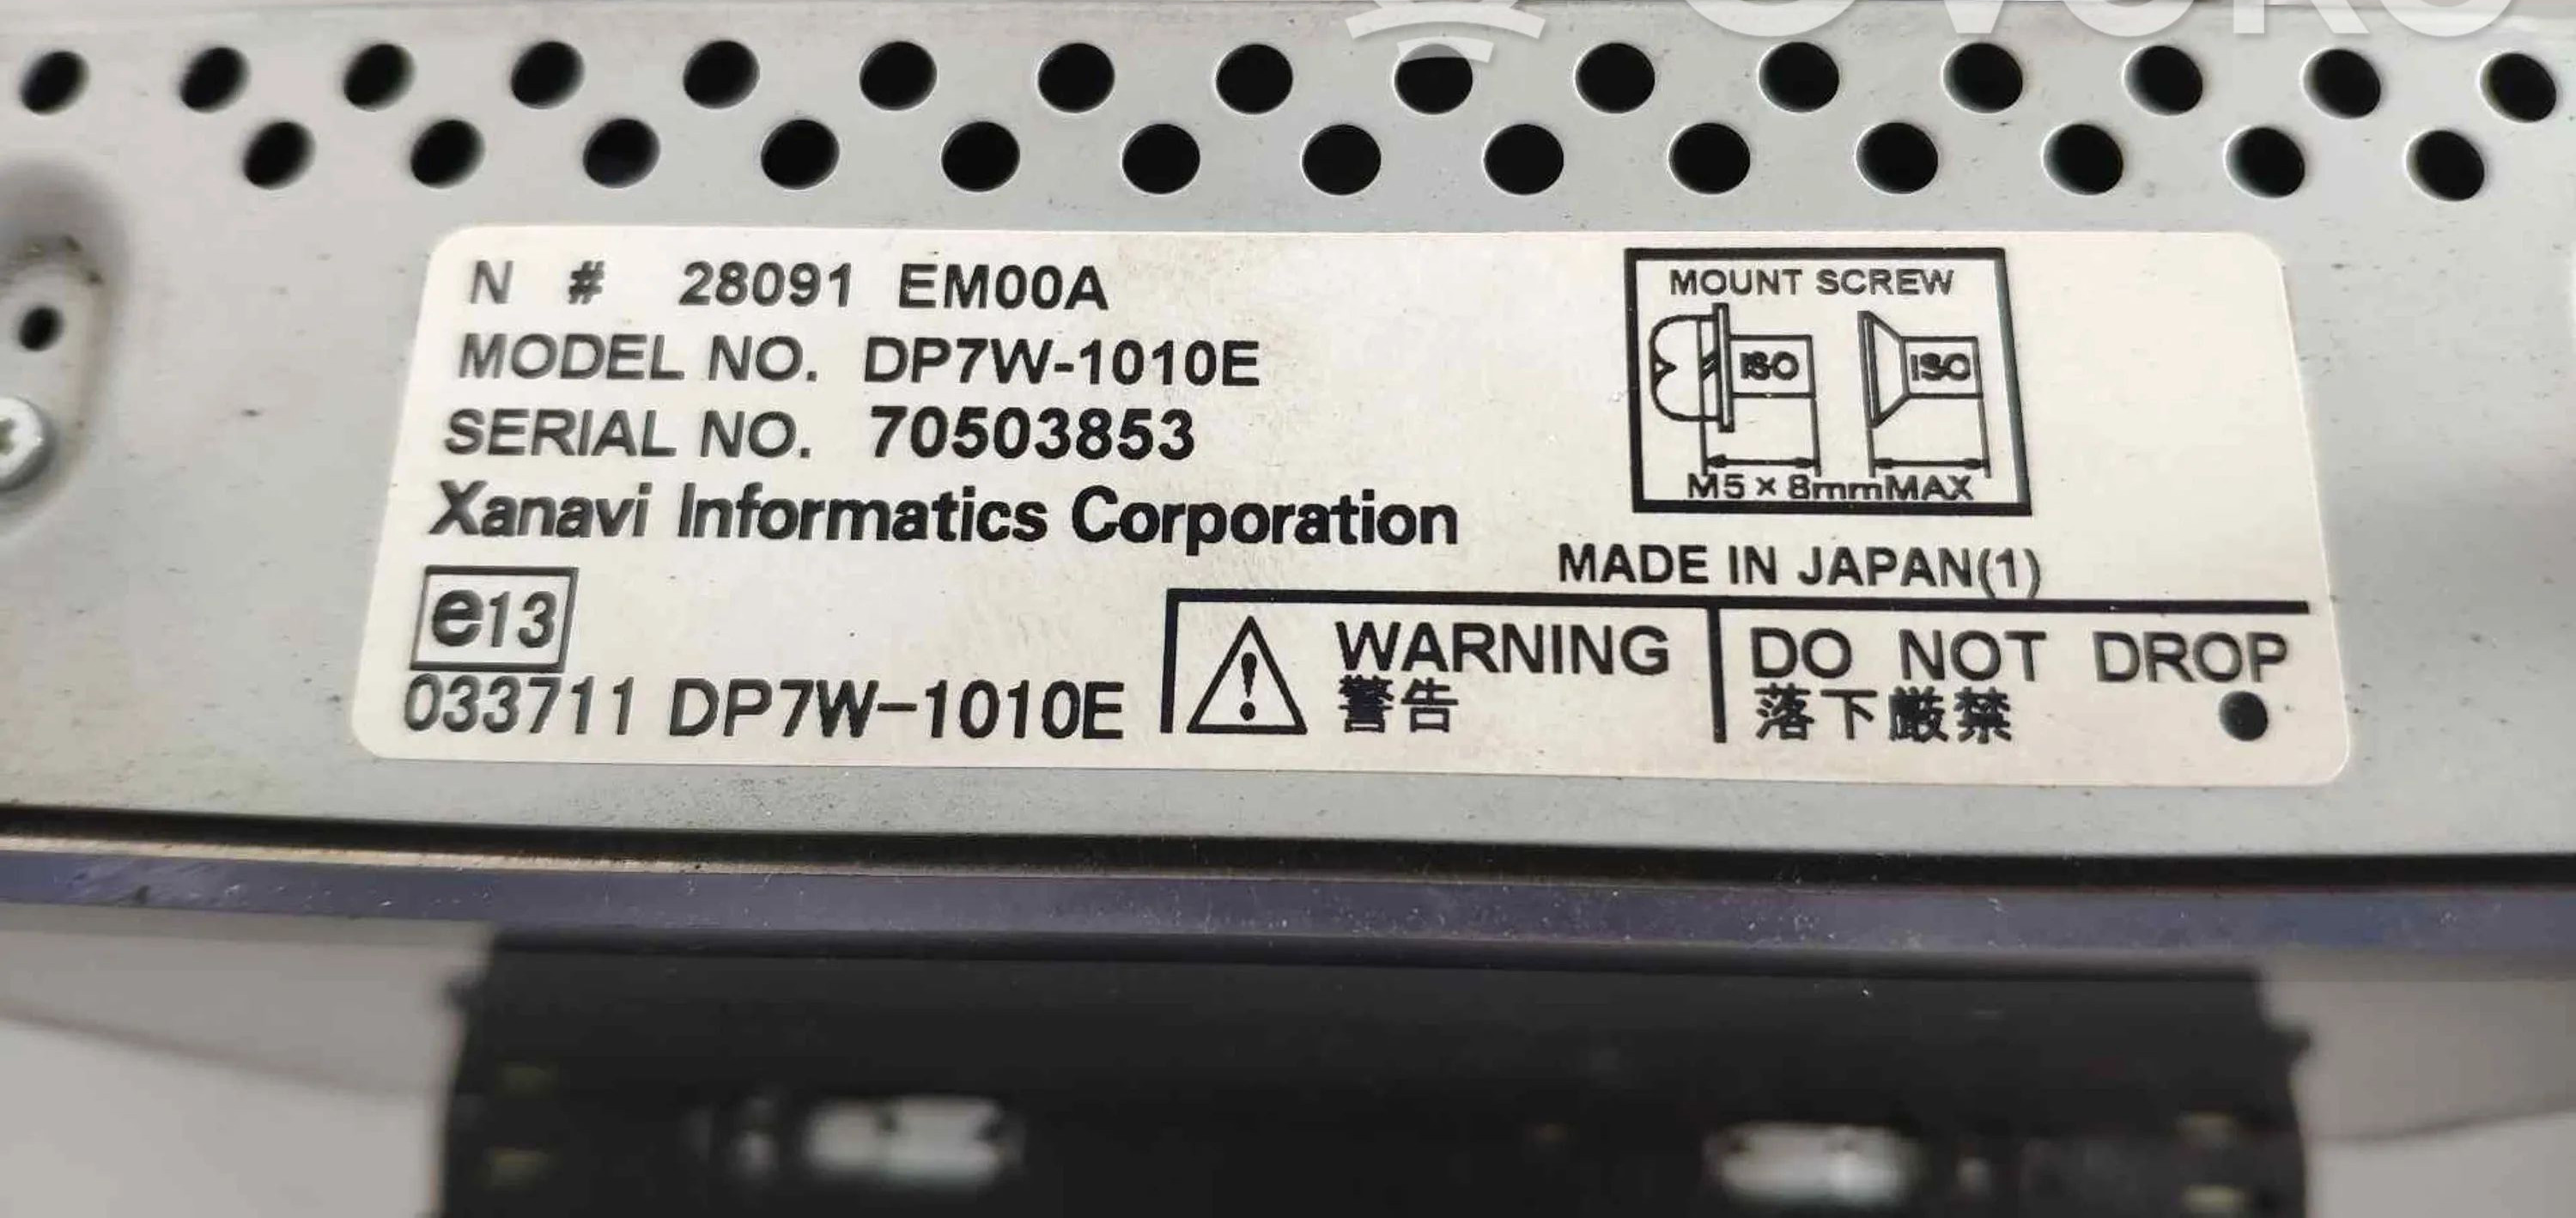 N # 28091 EM00A
MODEL NO. DP7W-1010E
SERIAL NO. 70503853
Xanavi Informatics Corporation
e13
033711 DP7W-1010E
MOUNT SCREW
ISO ISO
M5 × 8mmMAX
MADE IN JAPAN(1)
WARNING
警告
DO NOT DROP
落下厳禁